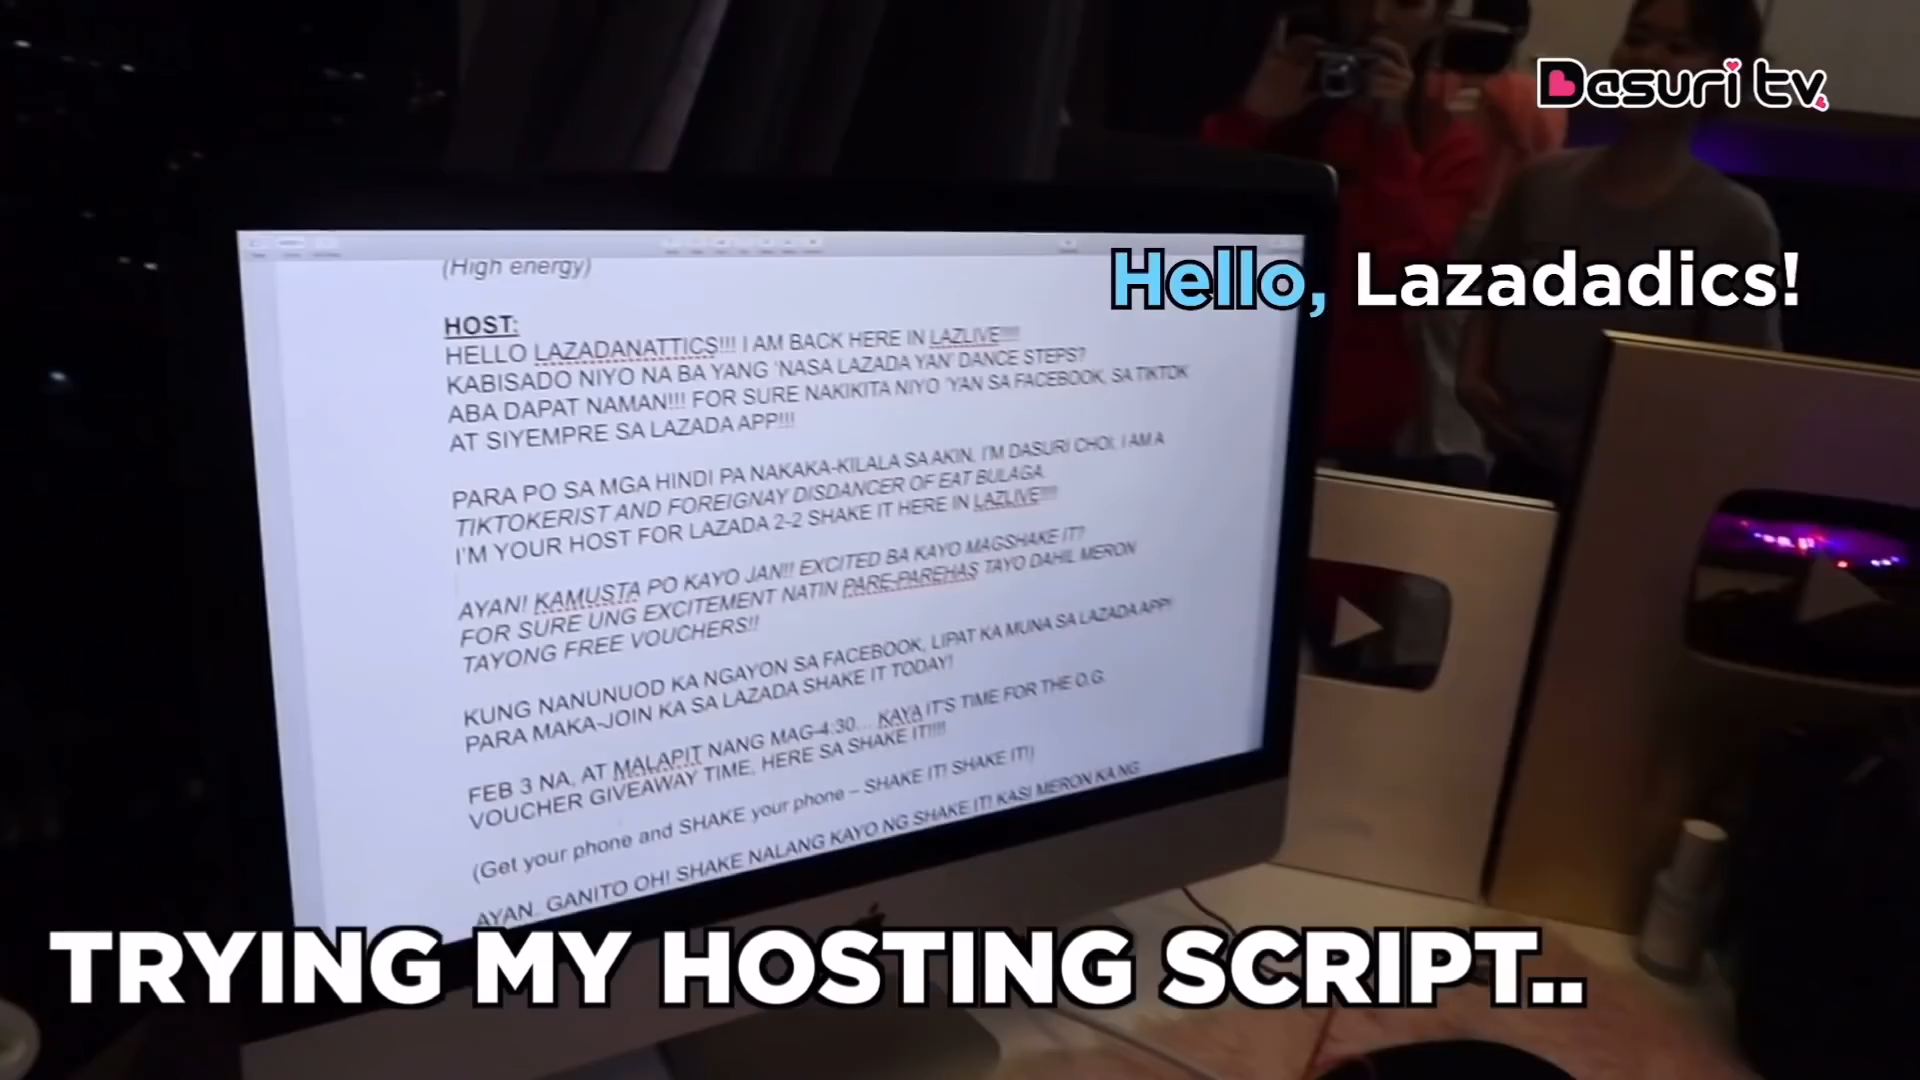 Dasuri tv
Hello, Lazadadics!
(High energy)
HOST:
HELLO LAZADANATTICS!!! I AM BACK HERE IN LAZLIVE!!!!
KABISADO NIYO NA BA YANG 'NASA LAZADA YAN' DANCE STEPS?
ABA DAPAT NAMAN!!! FOR SURE NAKIKITA NIYO 'YAN SA FACEBOOK, SA TIKTOK
AT SIYEMPRE SA LAZADA APP!!!
PARA PO SA MGA HINDI PA NAKAKA-KILALA SA AKIN, I'M DASURI CHOI, I AM A
TIKTOKERIST AND FOREIGNAY DISDANCER OF EAT BULAGA.
I'M YOUR HOST FOR LAZADA 2-2 SHAKE IT HERE IN LAZLIVE!!!!
AYAN! KAMUSTA PO KAYO JAN!! EXCITED BA KAYO MAGSHAKE IT?
FOR SURE UNG EXCITEMENT NATIN PARE-PAREHAS TAYO DAHIL MERON
TAYONG FREE VOUCHERS!!
KUNG NANUNUOD KA NGAYON SA FACEBOOK, LIPAT KA MUNA SA LAZADA APP!
PARA MAKA-JOIN KA SA LAZADA SHAKE IT TODAY!
FEB 3 NA, AT MALAPIT NANG MAG-4:30... KAYA IT'S TIME FOR THE O.G.
VOUCHER GIVEAWAY TIME, HERE SA SHAKE IT!!!!
(Get your phone and SHAKE your phone – SHAKE IT! SHAKE IT!)
AYAN.. GANITO OH! SHAKE NALANG KAYO NG SHAKE IT! KASI MERON KA NG
TRYING MY HOSTING SCRIPT..